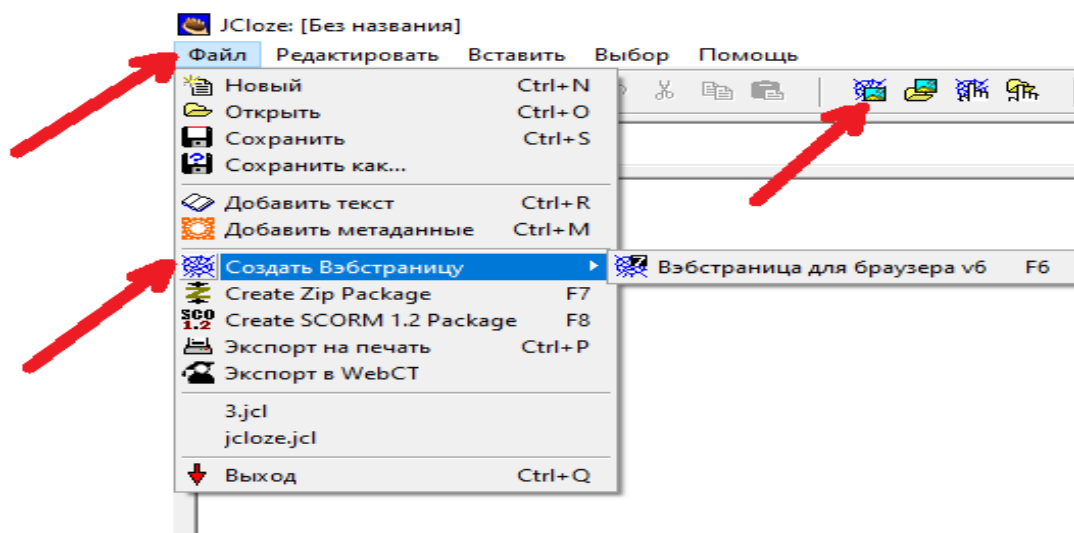 JCloze: [Без названия]
Файл Редактировать Вставить Выбор Помощь
Новый Ctrl+N
Открыть Ctrl+O
Сохранить Ctrl+S
Сохранить как...
Добавить текст Ctrl+R
Добавить метаданные Ctrl+M
Создать Вэбстраницу
Вэбстраница для браузера v6 F6
Create Zip Package F7
SCO 1.2 Create SCORM 1.2 Package F8
Экспорт на печать Ctrl+P
Экспорт в WebCT
3.jcl
jcloze.jcl
Выход Ctrl+Q